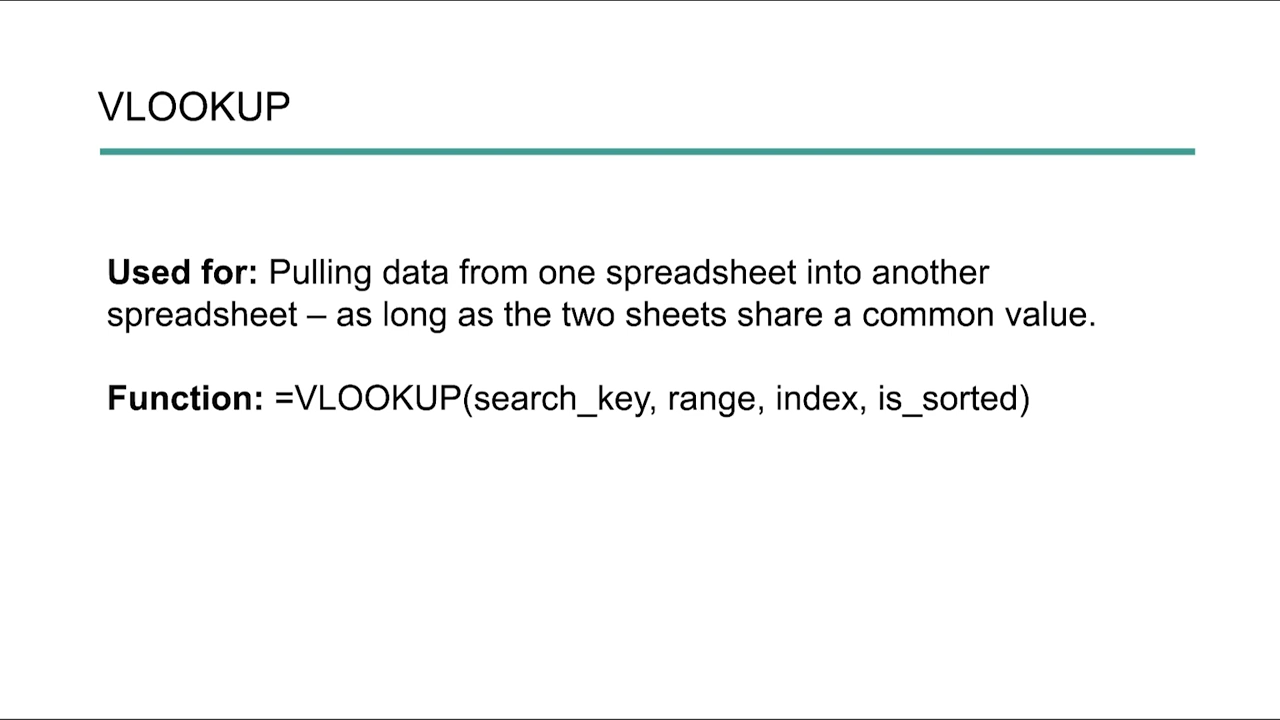 VLOOKUP
Used for: Pulling data from one spreadsheet into another
spreadsheet – as long as the two sheets share a common value.
Function: =VLOOKUP(search_key, range, index, is_sorted)